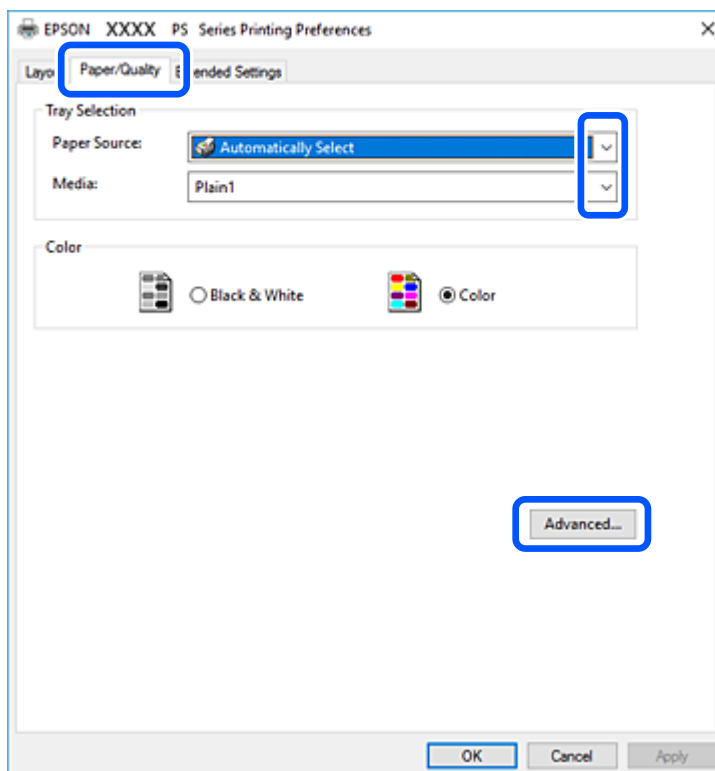 EPSON XXXX PS Series Printing Preferences
Paper/Quality
Tray Selection
Paper Source: Automatically Select
Media: Plain1
Color
Black & White Color
Advanced...
OK Cancel Apply